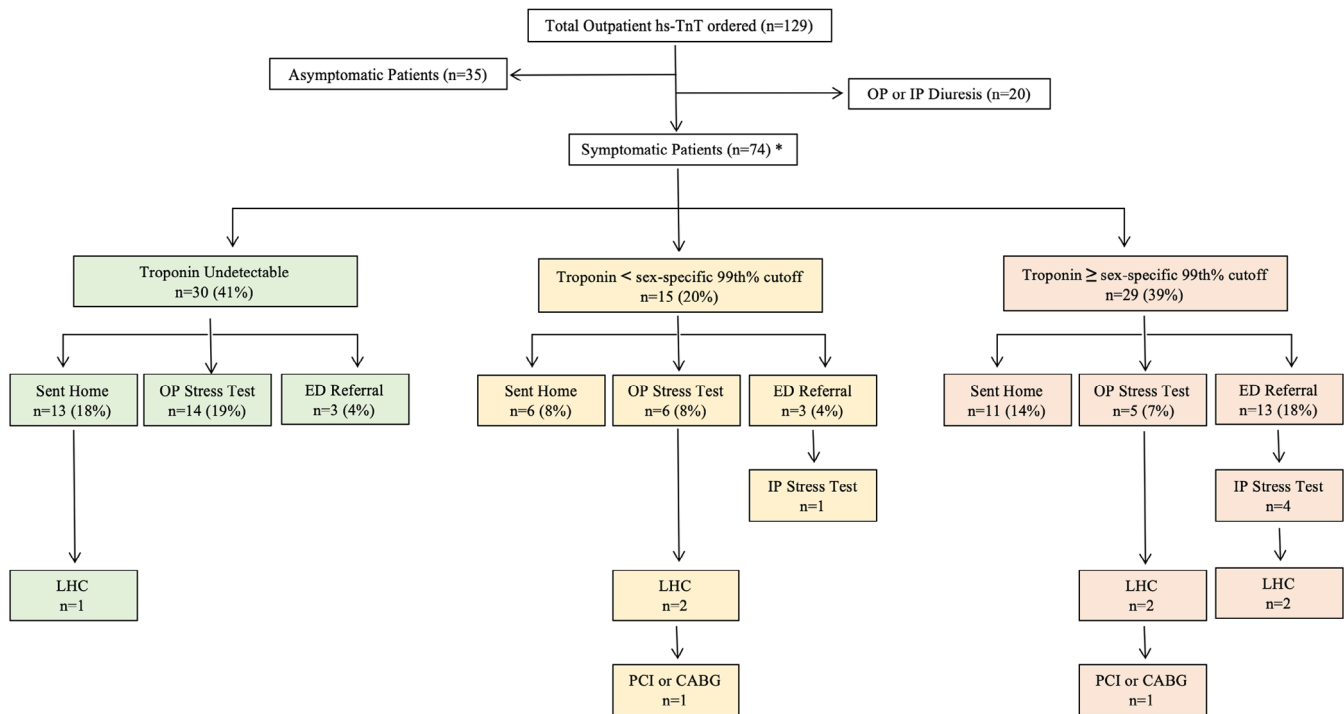 Total Outpatient hs-TnT ordered (n=129)
Asymptomatic Patients (n=35)
OP or IP Diuresis (n=20)
Symptomatic Patients (n=74) *
Troponin Undetectable
n=30 (41%)
Troponin < sex-specific 99th% cutoff
n=15 (20%)
Troponin ≥ sex-specific 99th% cutoff
n=29 (39%)
Sent Home
n=13 (18%)
OP Stress Test
n=14 (19%)
ED Referral
n=3 (4%)
Sent Home
n=6 (8%)
OP Stress Test
n=6 (8%)
ED Referral
n=3 (4%)
Sent Home
n=11 (14%)
OP Stress Test
n=5 (7%)
ED Referral
n=13 (18%)
IP Stress Test
n=1
IP Stress Test
n=4
LHC
n=1
LHC
n=2
LHC
n=2
LHC
n=2
PCI or CABG
n=1
PCI or CABG
n=1